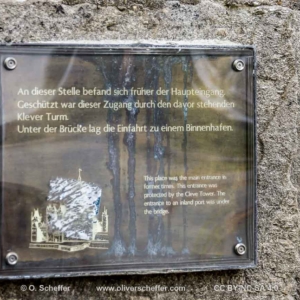 An dieser Stelle befand sich früher der Haupteingang.
Geschützt war dieser Zugang durch den davor stehenden
Klever Turm.
Unter der Brücke lag die Einfahrt zu einem Binnenhafen.
This place was the main entrance in
former times. This entrance was
protected by the Cleve Tower. The
entrance to an inland port was under
the bridge.
© O. Scheffer www.oliverscheffer.com CC BY-NC-SA 4.0